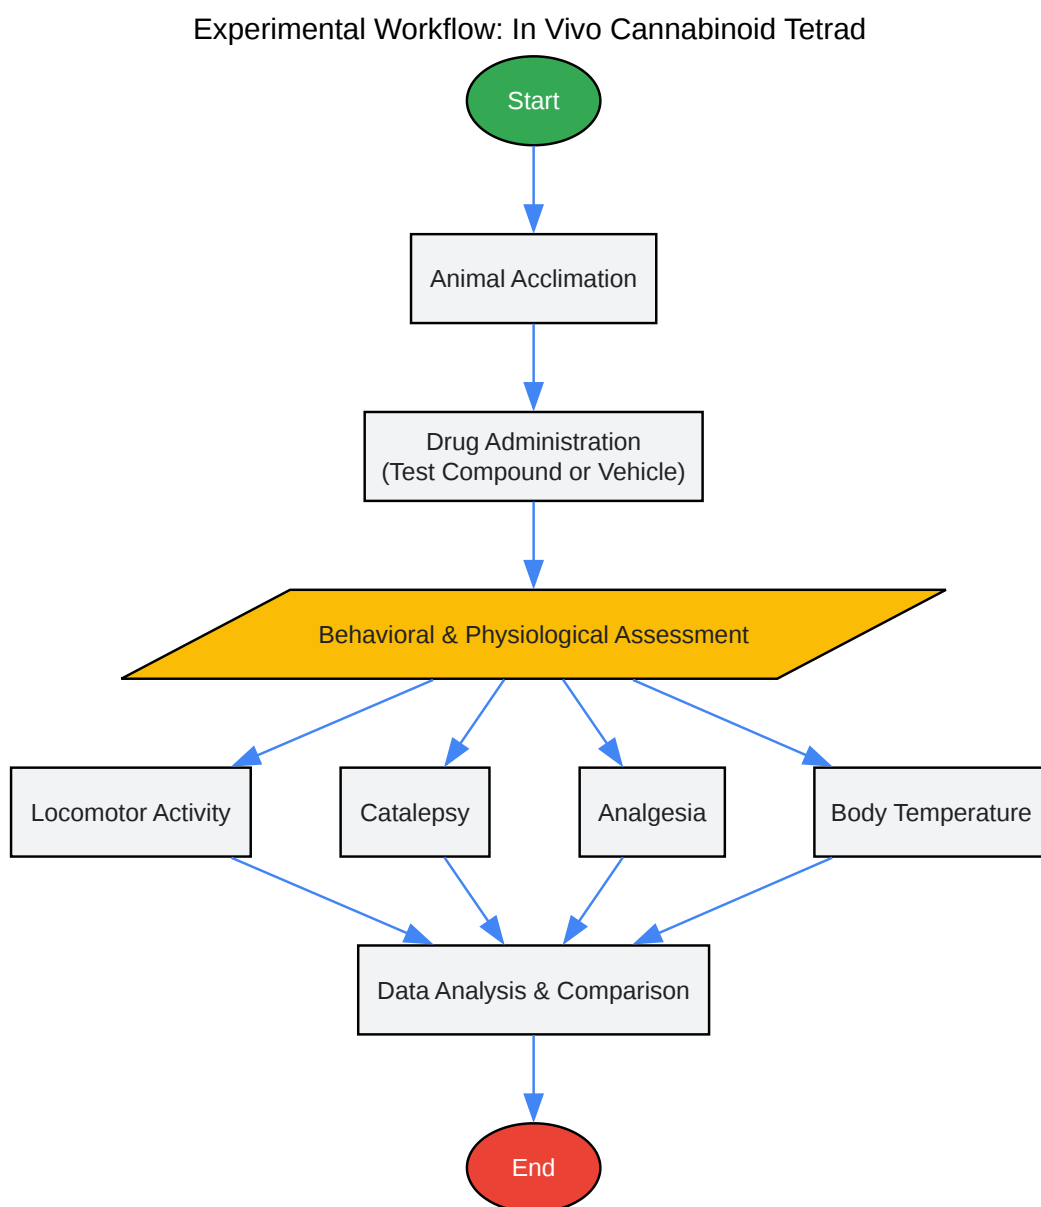 Experimental Workflow: In Vivo Cannabinoid Tetrad
Start
Animal Acclimation
Drug Administration
(Test Compound or Vehicle)
Behavioral & Physiological Assessment
Locomotor Activity
Catalepsy
Analgesia
Body Temperature
Data Analysis & Comparison
End